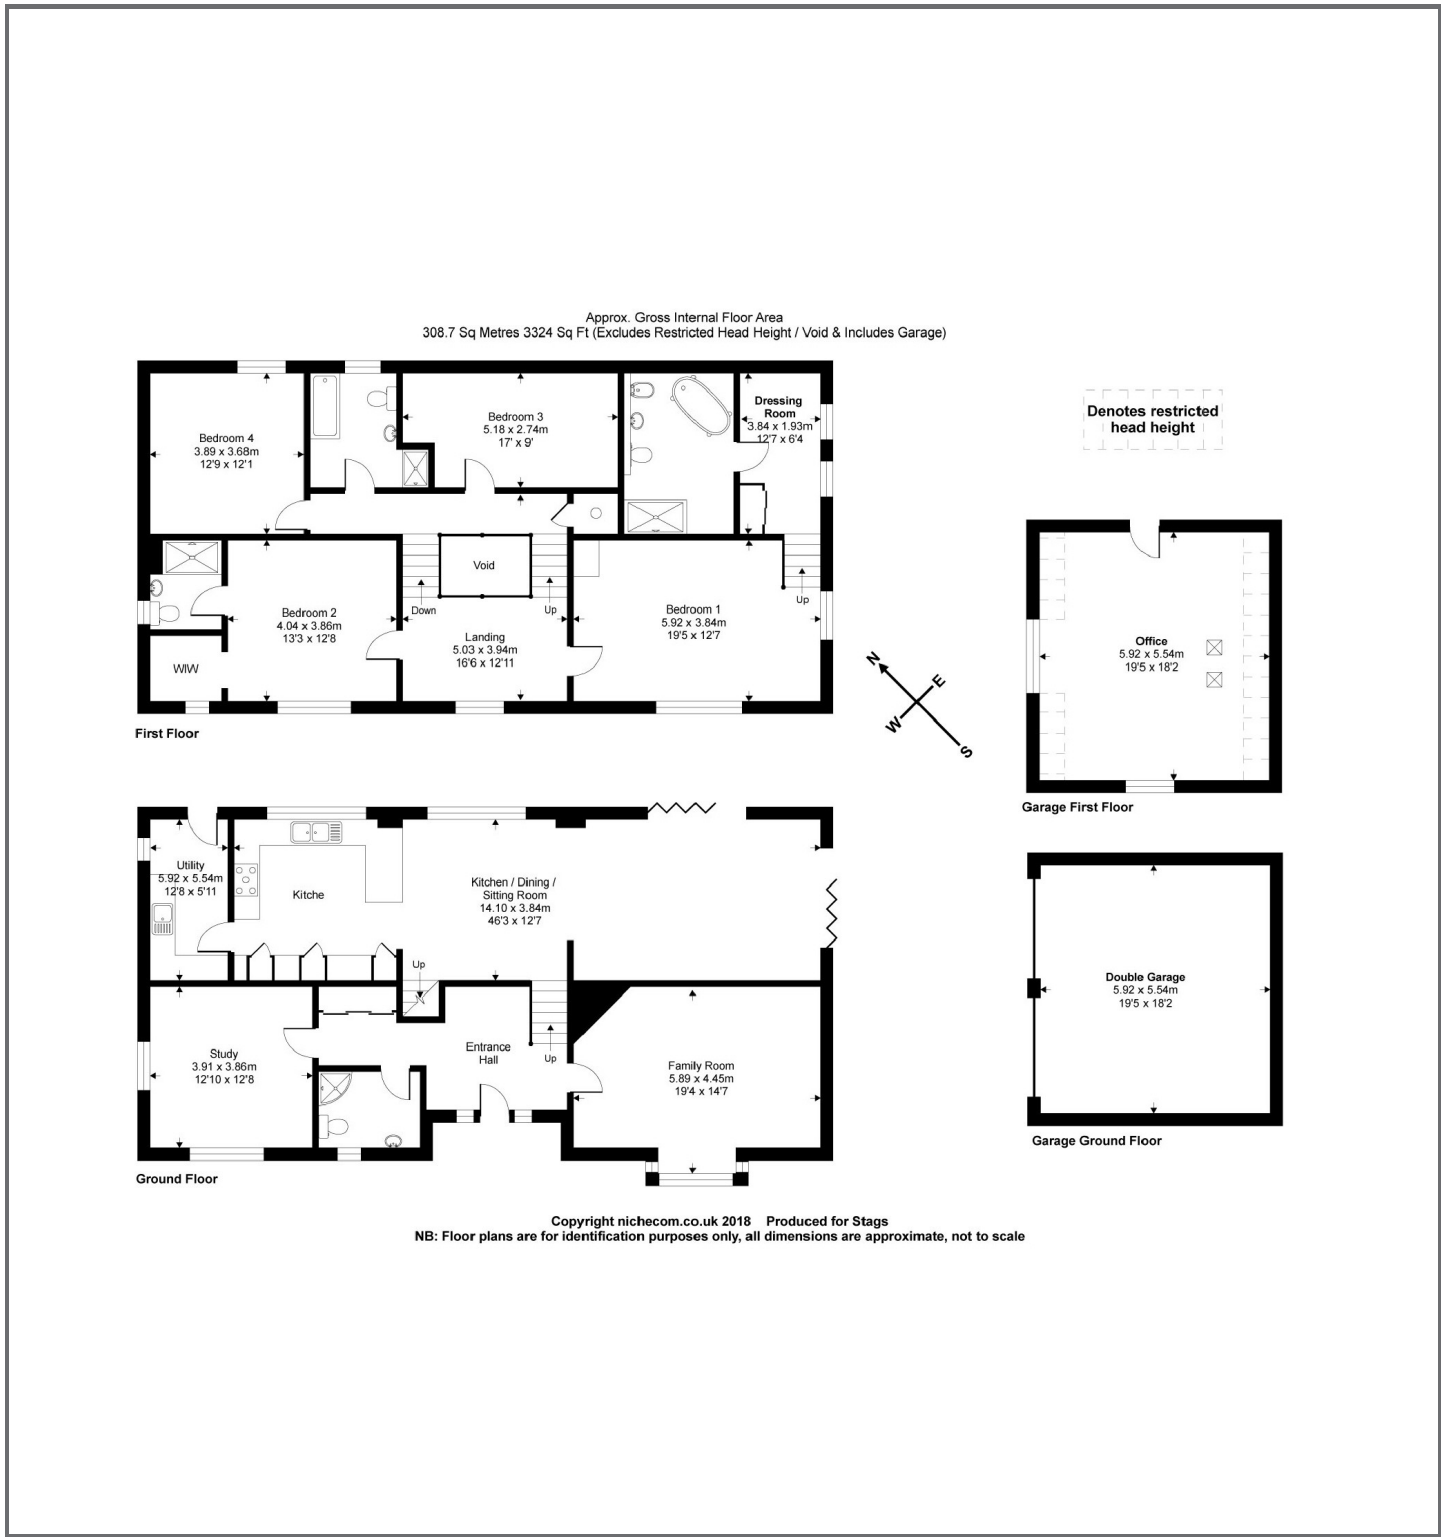 Approx. Gross Internal Floor Area
308.7 Sq Metres 3324 Sq Ft (Excludes Restricted Head Height / Void & Includes Garage)
Bedroom 4
3.89 x 3.68m
12'9 x 12'1
Bedroom 3
5.18 x 2.74m
17' x 9'
Dressing
Room
3.84 x 1.93m
12'7 x 6'4
Denotes restricted
head height
Void
Down
Up
Up
Bedroom 2
4.04 x 3.86m
13'3 x 12'8
Landing
5.03 x 3.94m
16'6 x 12'11
Bedroom 1
5.92 x 3.84m
19'5 x 12'7
WIW
First Floor
N
E
W
S
Office
5.92 x 5.54m
19'5 x 18'2
Garage First Floor
Utility
5.92 x 5.54m
12'8 x 5'11
Kitche
Kitchen / Dining /
Sitting Room
14.10 x 3.84m
46'3 x 12'7
Up
Study
3.91 x 3.86m
12'10 x 12'8
Entrance
Hall
Up
Family Room
5.89 x 4.45m
19'4 x 14'7
Ground Floor
Double Garage
5.92 x 5.54m
19'5 x 18'2
Garage Ground Floor
Copyright nichecom.co.uk 2018 Produced for Stags
NB: Floor plans are for identification purposes only, all dimensions are approximate, not to scale